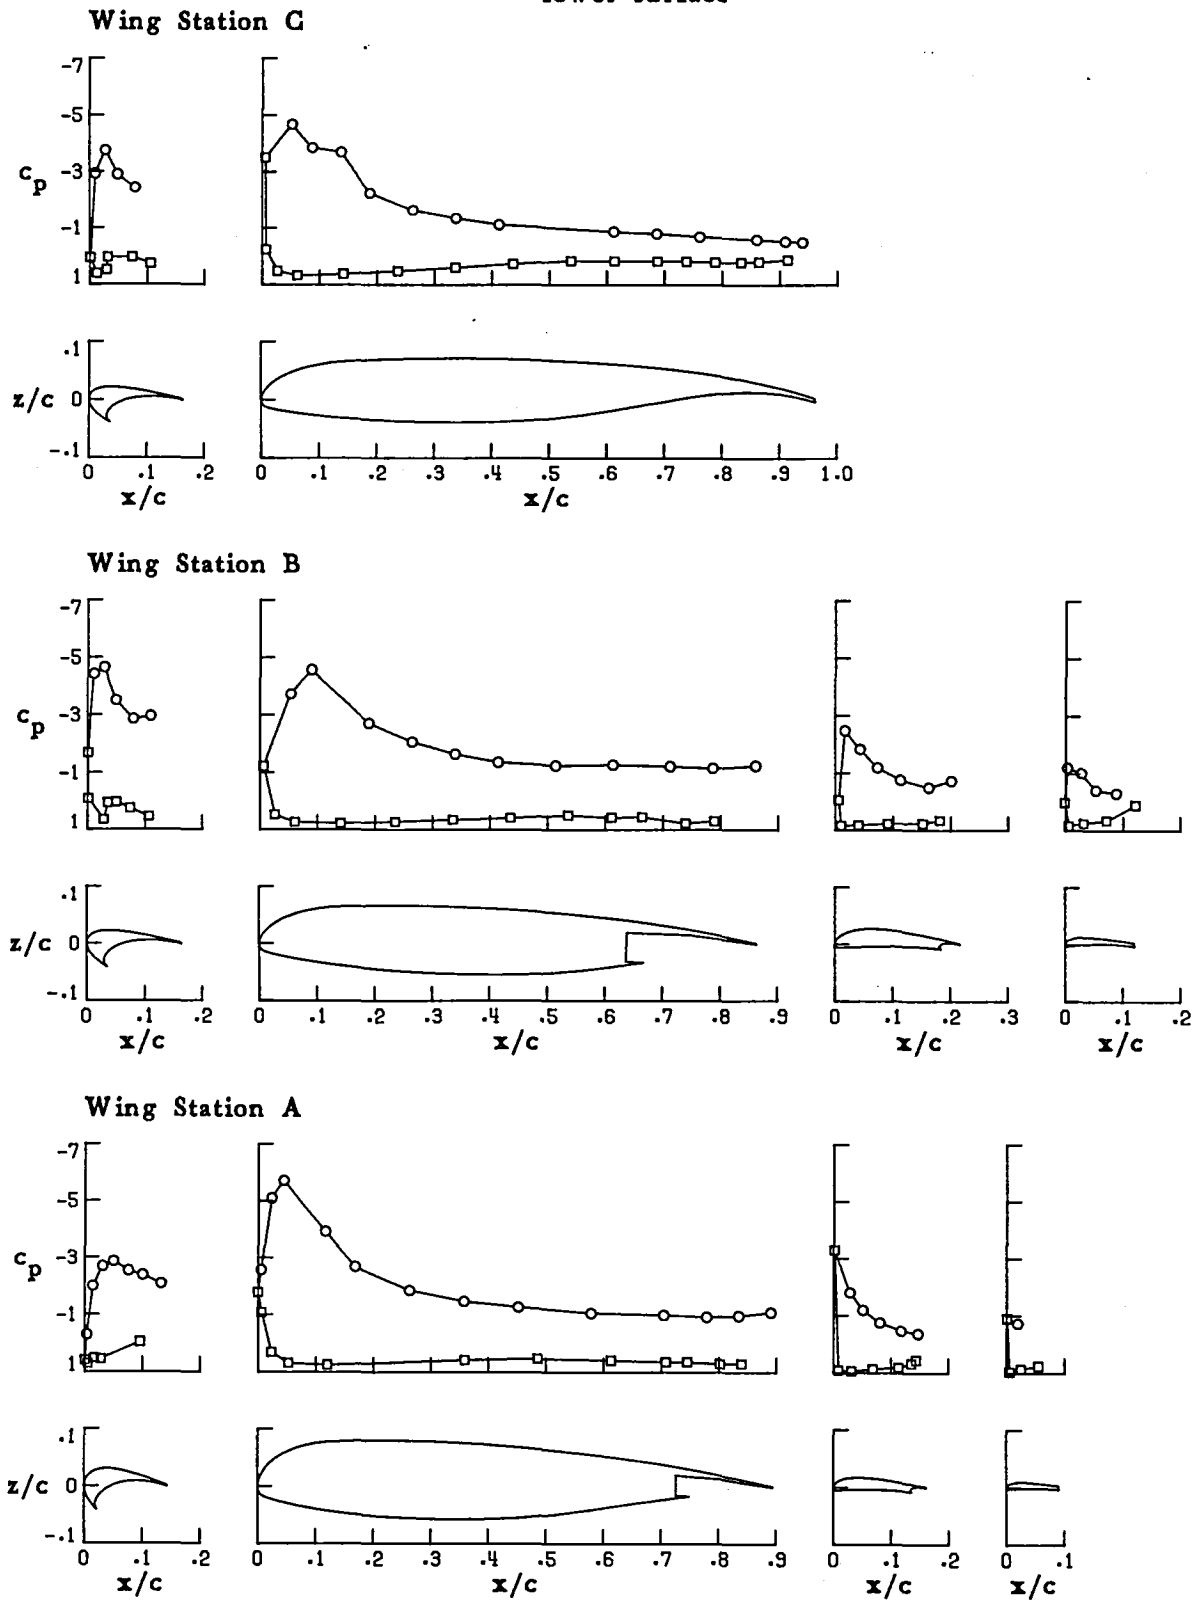 lower surface
Wing Station C
-7
-5
-3
-1
1
c_p
.1
0
-.1
z/c
0 .1 .2
x/c
0 .1 .2 .3 .4 .5 .6 .7 .8 .9 1.0
x/c
Wing Station B
-7
-5
-3
-1
1
c_p
.1
0
-.1
z/c
0 .1 .2
x/c
0 .1 .2 .3 .4 .5 .6 .7 .8 .9
x/c
0 .1 .2 .3
x/c
0 .1 .2
x/c
Wing Station A
-7
-5
-3
-1
1
c_p
.1
0
-.1
z/c
0 .1 .2
x/c
0 .1 .2 .3 .4 .5 .6 .7 .8 .9
x/c
0 .1 .2
x/c
0 .1
x/c